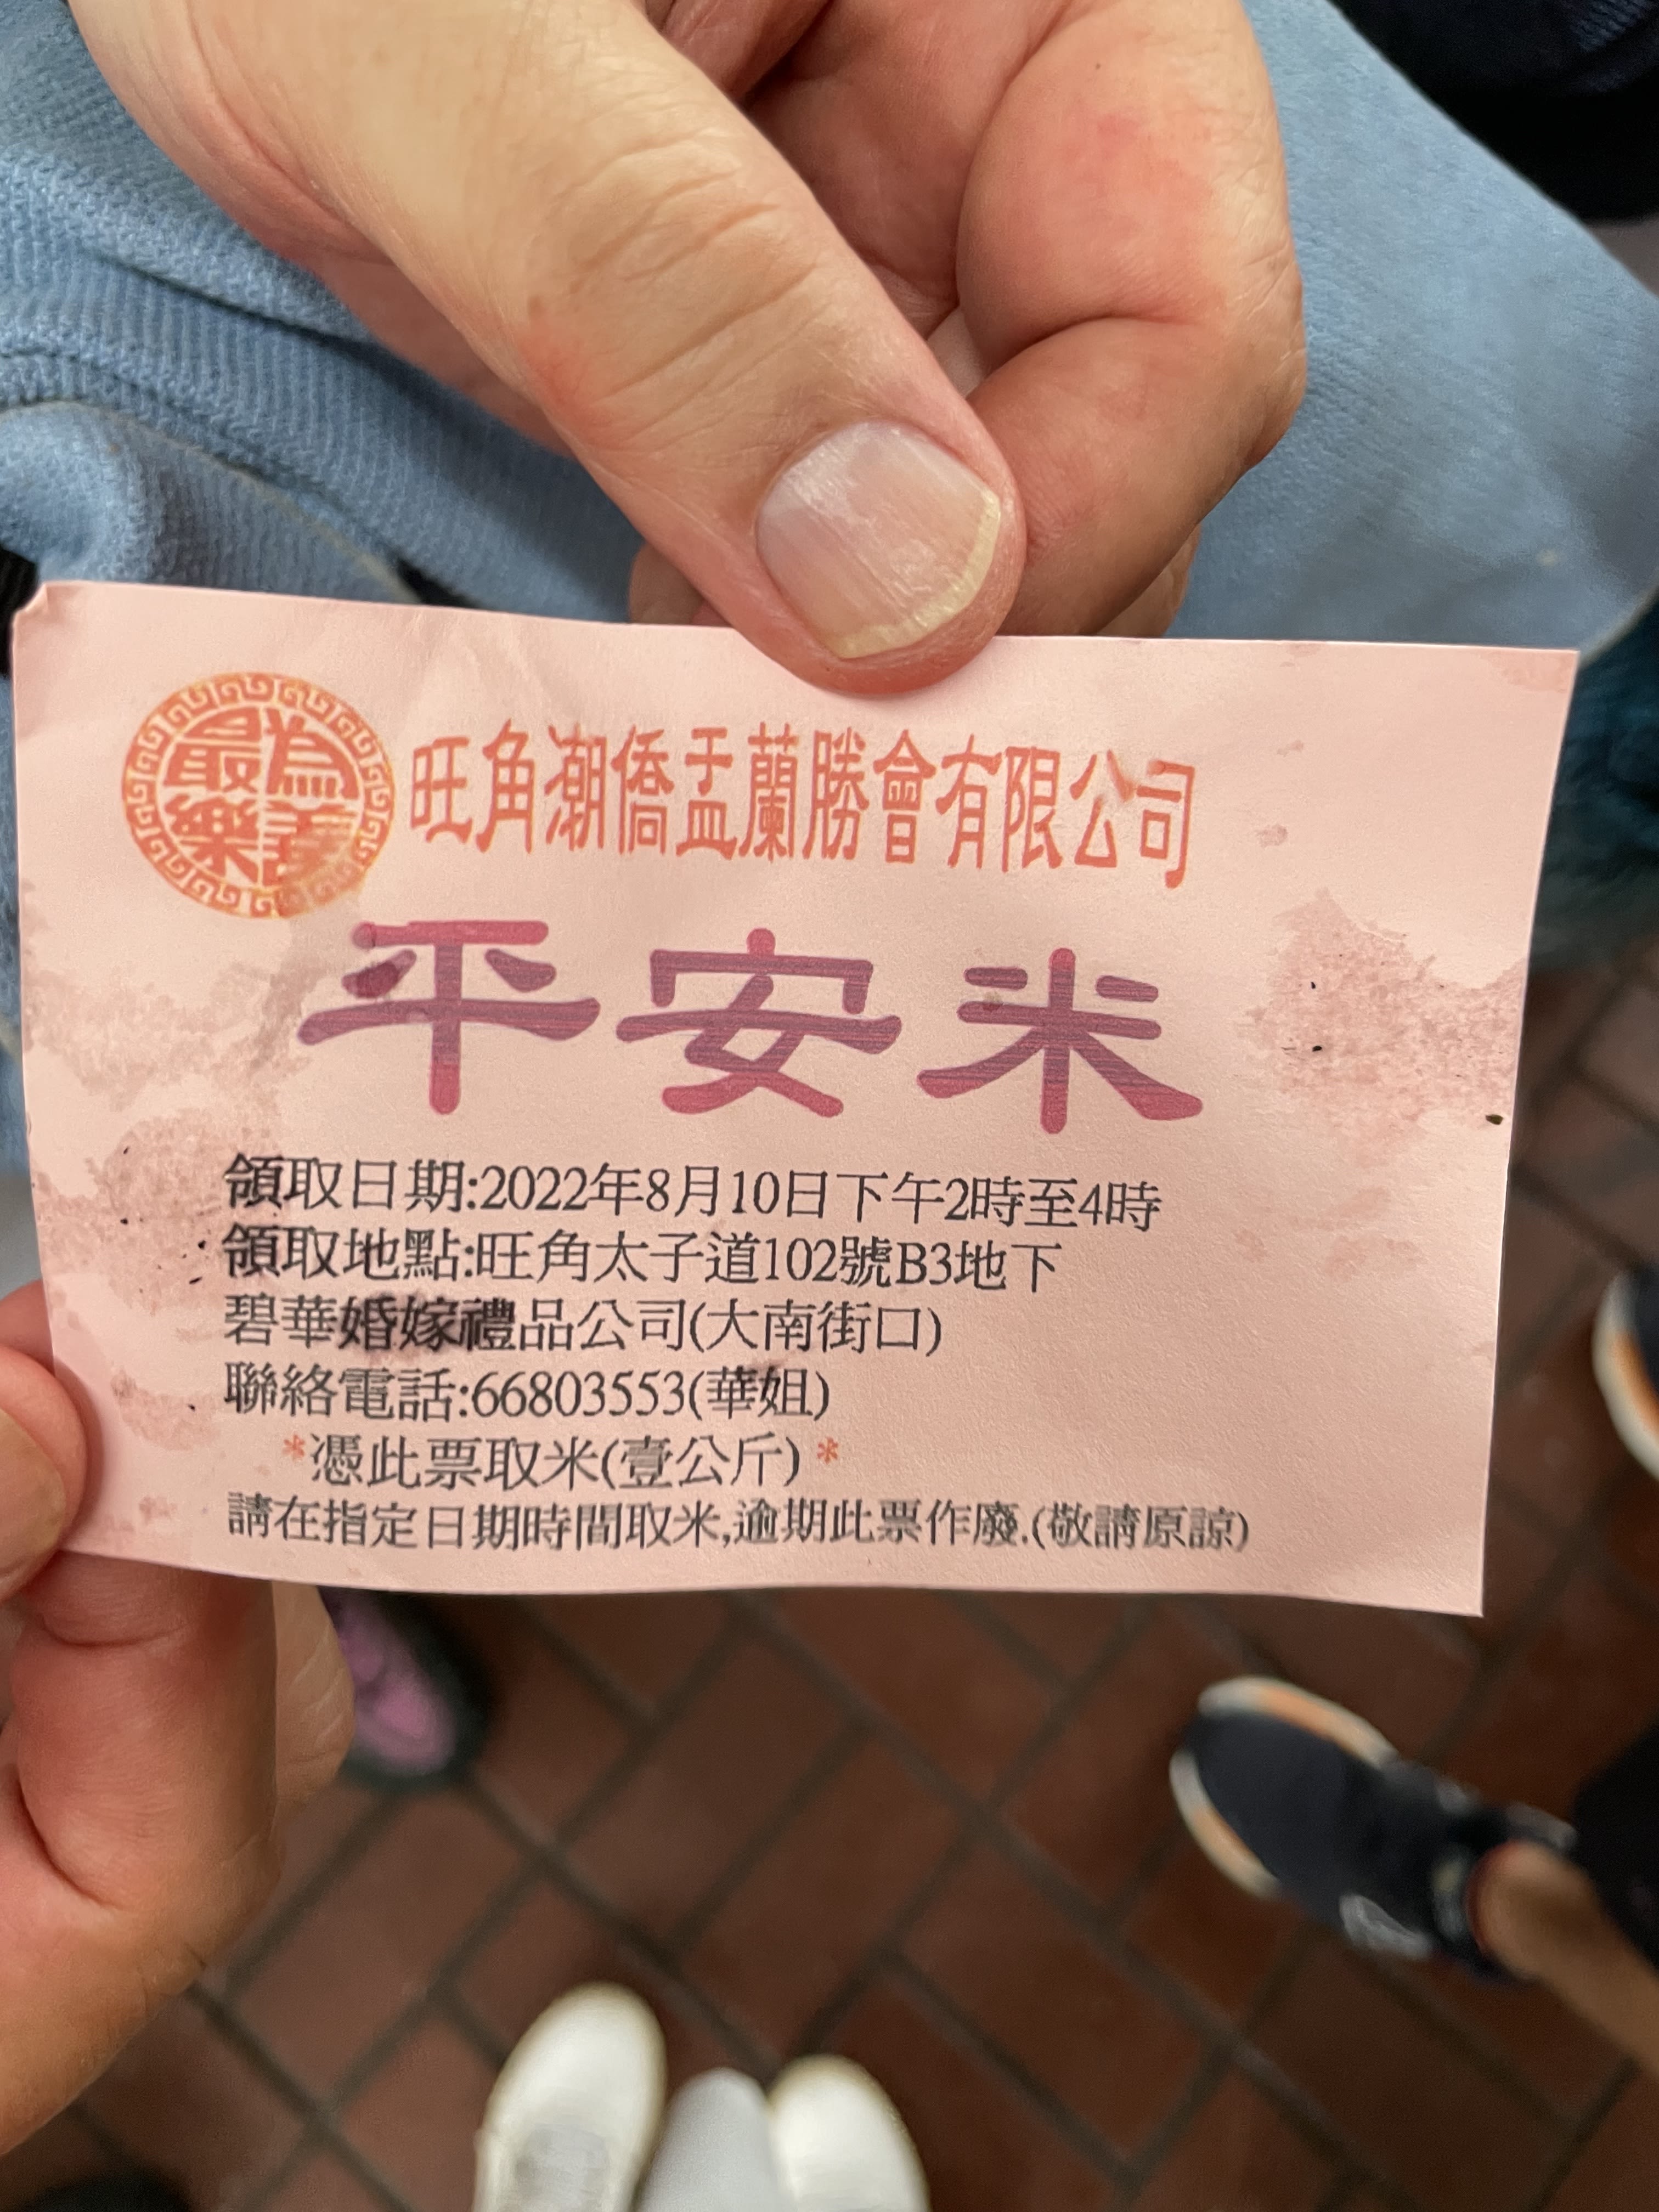 為善最樂
旺角潮僑盂蘭勝會有限公司
平安米
領取日期:2022年8月10日下午2時至4時
領取地點:旺角太子道102號B3地下
碧華婚嫁禮品公司(大南街口)
聯絡電話:66803553(華姐)
*憑此票取米(壹公斤)*
請在指定日期時間取米,逾期此票作廢.(敬請原諒)